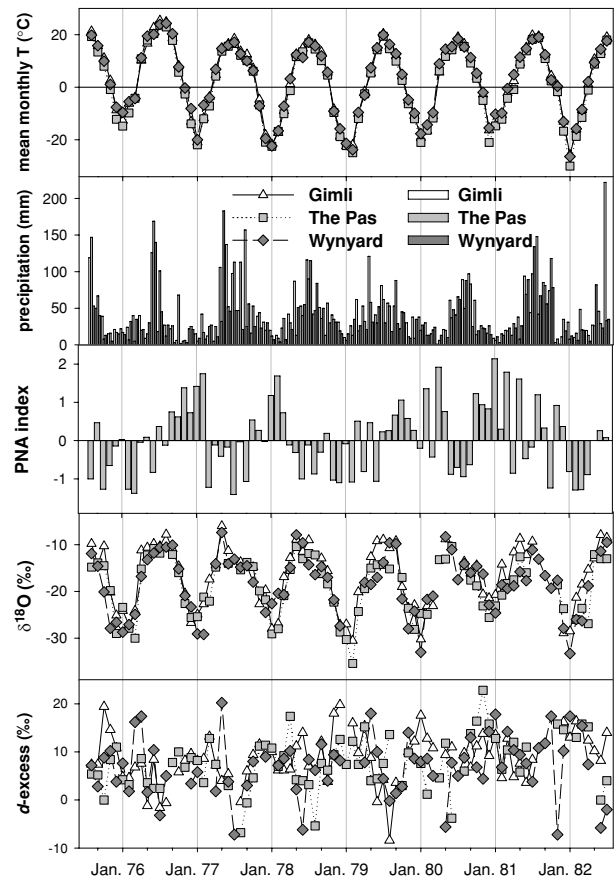 mean monthly T (°C)
20
0
-20
precipitation (mm)
200
150
100
50
0
Gimli
The Pas
Wynyard
Gimli
The Pas
Wynyard
PNA index
2
1
0
-1
δ18O (‰)
-10
-20
-30
d-excess (‰)
20
10
0
-10
Jan. 76
Jan. 77
Jan. 78
Jan. 79
Jan. 80
Jan. 81
Jan. 82